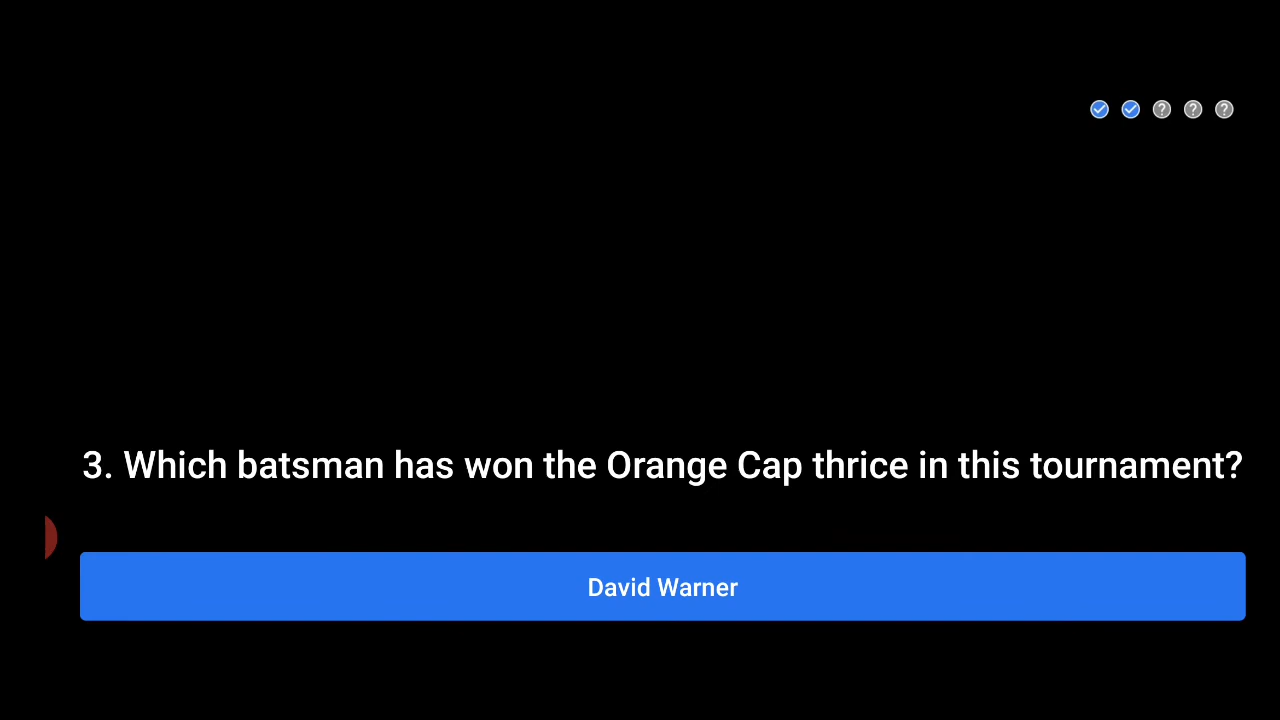 3. Which batsman has won the Orange Cap thrice in this tournament?
David Warner